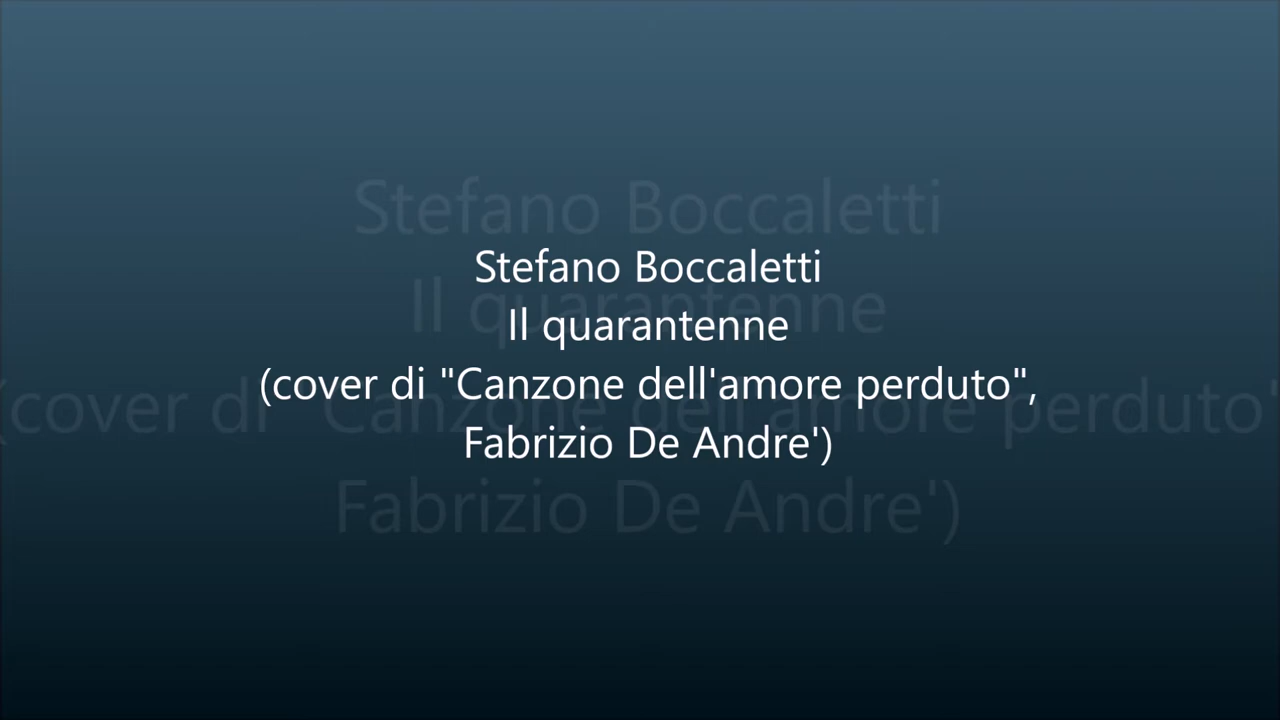 Stefano Boccaletti
Il quarantenne
(cover di "Canzone dell'amore perduto",
Fabrizio De Andre')